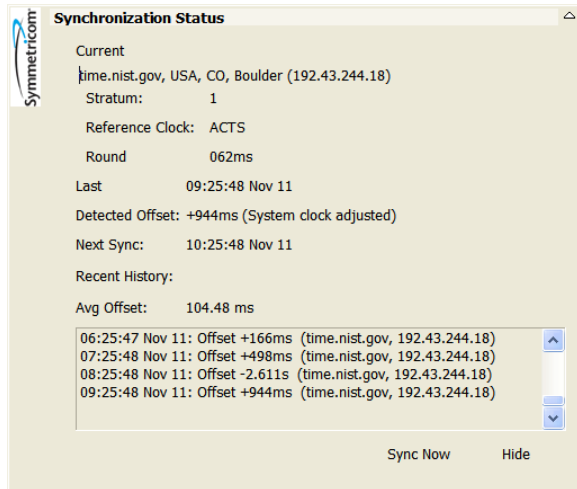 Symmetricom
Synchronization Status
Current
time.nist.gov, USA, CO, Boulder (192.43.244.18)
Stratum: 1
Reference Clock: ACTS
Round 062ms
Last 09:25:48 Nov 11
Detected Offset: +944ms (System clock adjusted)
Next Sync: 10:25:48 Nov 11
Recent History:
Avg Offset: 104.48 ms
06:25:47 Nov 11: Offset +166ms (time.nist.gov, 192.43.244.18)
07:25:48 Nov 11: Offset +498ms (time.nist.gov, 192.43.244.18)
08:25:48 Nov 11: Offset -2.611s (time.nist.gov, 192.43.244.18)
09:25:48 Nov 11: Offset +944ms (time.nist.gov, 192.43.244.18)
Sync Now Hide